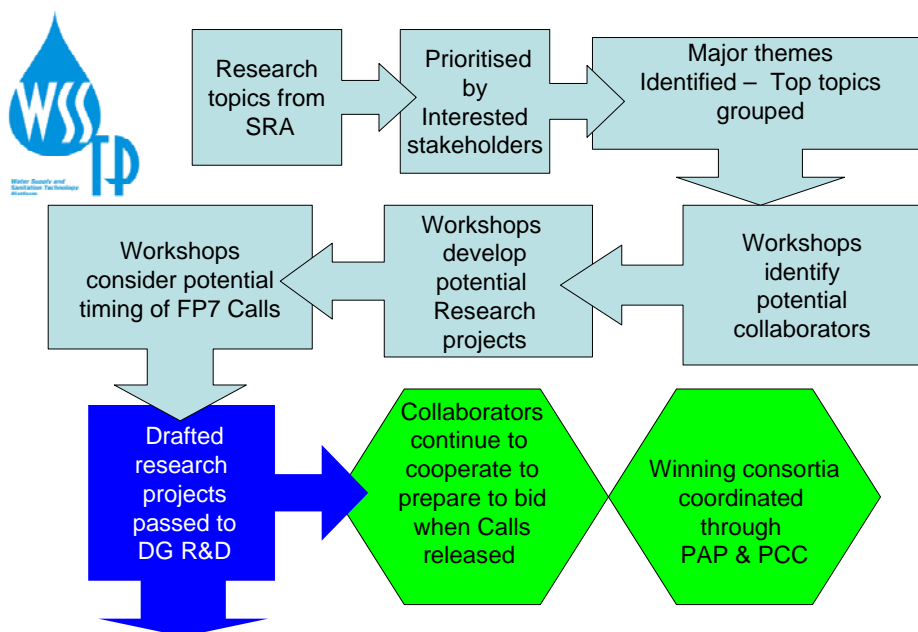 WSS
TP
Water Supply and
Sanitation Technology
Platform
Research
topics from
SRA
Prioritised
by
Interested
stakeholders
Major themes
Identified – Top topics
grouped
Workshops
consider potential
timing of FP7 Calls
Workshops
develop
potential
Research
projects
Workshops
identify
potential
collaborators
Drafted
research
projects
passed to
DG R&D
Collaborators
continue to
cooperate to
prepare to bid
when Calls
released
Winning consortia
coordinated
through
PAP & PCC